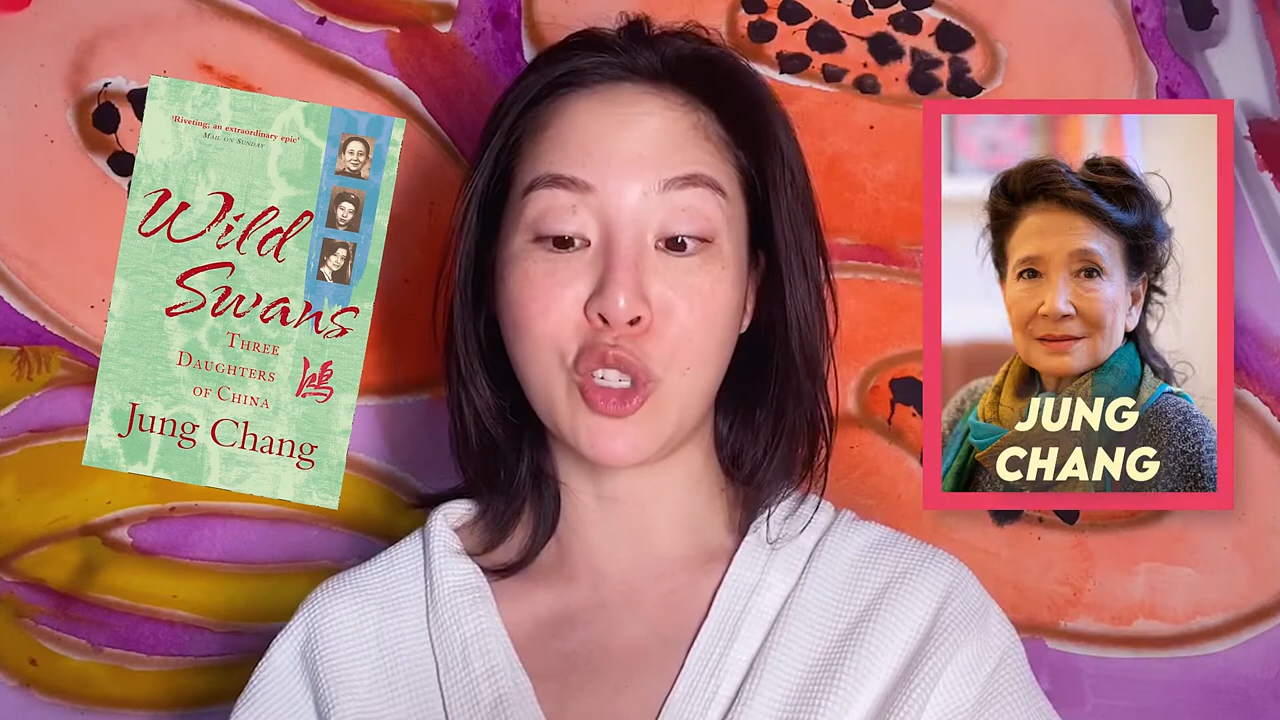 'Riveting; an extraordinary epic'
MAIL ON SUNDAY
Wild
Swans
THREE
DAUGHTERS
OF CHINA
鴻
Jung Chang
JUNG
CHANG